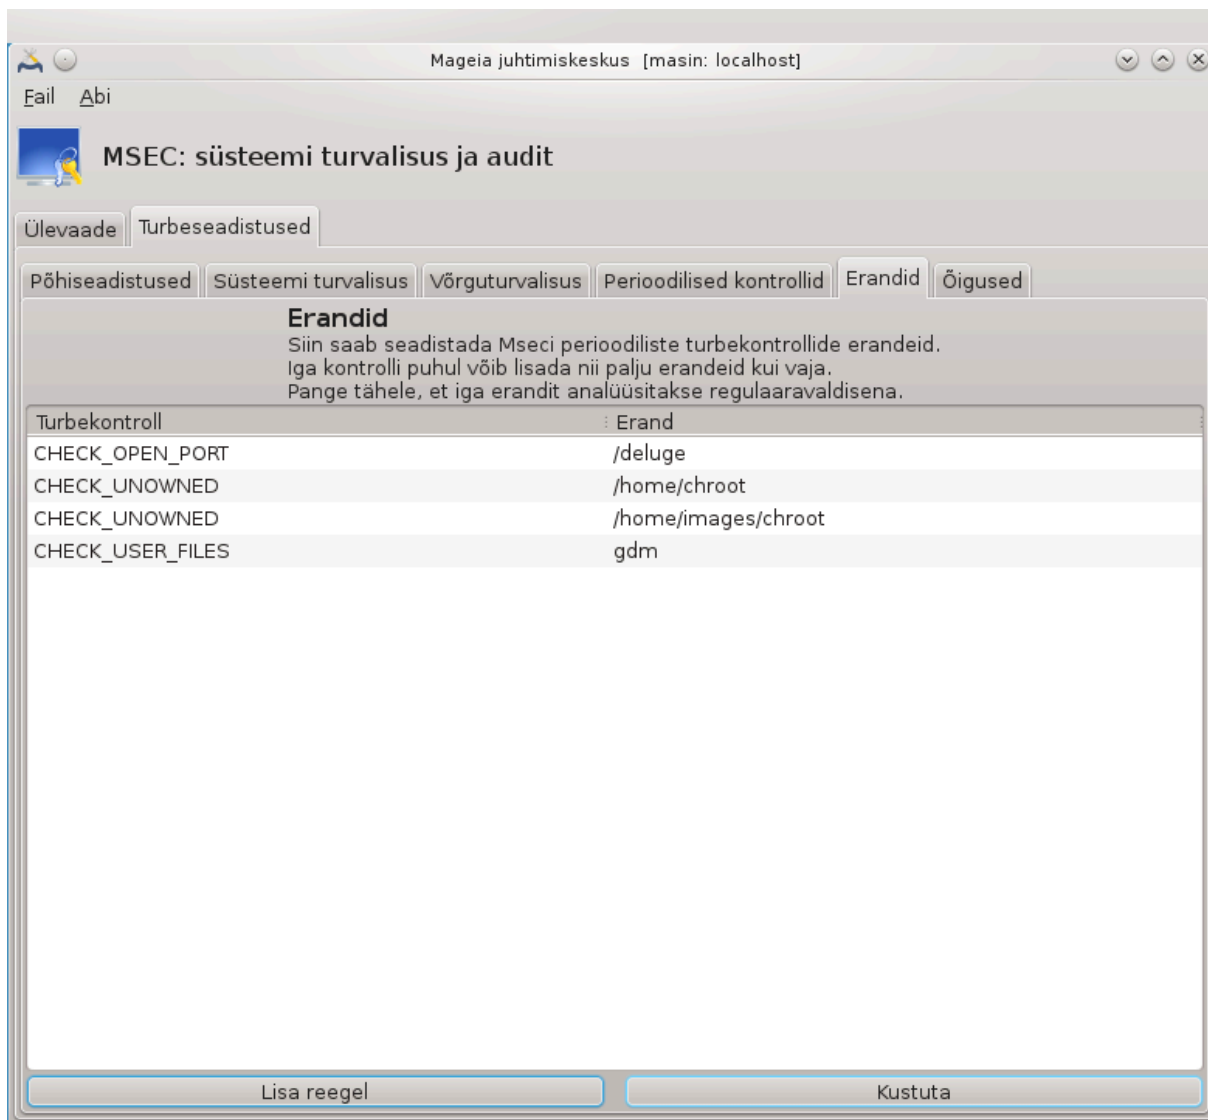 Mageia juhtimiskeskus [masin: localhost]
Fail Abi
MSEC: süsteemi turvalisus ja audit
Ülevaade Turbeseadistused
Põhiseadistused Süsteemi turvalisus Võrguturvalisus Perioodilised kontrollid Erandid Õigused
Erandid
Siin saab seadistada Mseci perioodiliste turbekontrollide erandeid.
Iga kontrolli puhul võib lisada nii palju erandeid kui vaja.
Pange tähele, et iga erandit analüüsitakse regulaaravaldisena.
Turbekontroll Erand
CHECK_OPEN_PORT /deluge
CHECK_UNOWNED /home/chroot
CHECK_UNOWNED /home/images/chroot
CHECK_USER_FILES gdm
Lisa reegel Kustuta